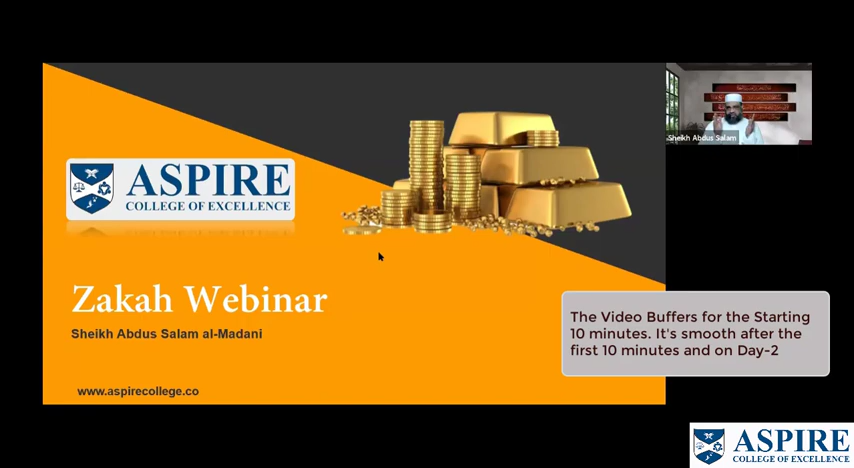 ASPIRE
COLLEGE OF EXCELLENCE
Sheikh Abdus Salam
Zakah Webinar
Sheikh Abdus Salam al-Madani
The Video Buffers for the Starting
10 minutes. It's smooth after the
first 10 minutes and on Day-2
www.aspirecollege.co
ASPIRE
COLLEGE OF EXCELLENCE